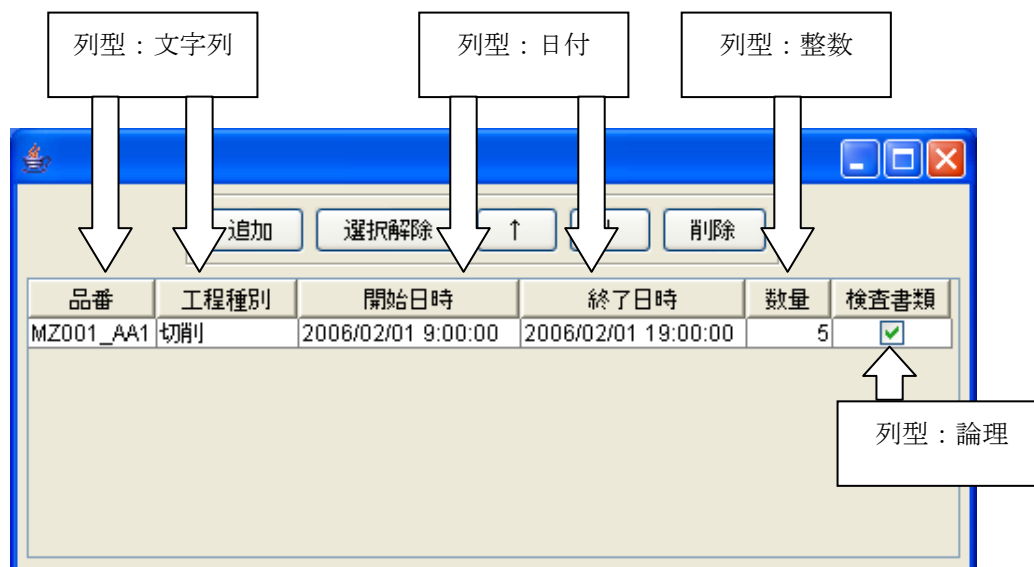 列型：文字列
列型：日付
列型：整数
追加
選択解除
↑
削除
品番 工程種別 開始日時 終了日時 数量 検査書類
MZ001_AA1 切削 2006/02/01 9:00:00 2006/02/01 19:00:00 5
列型：論理